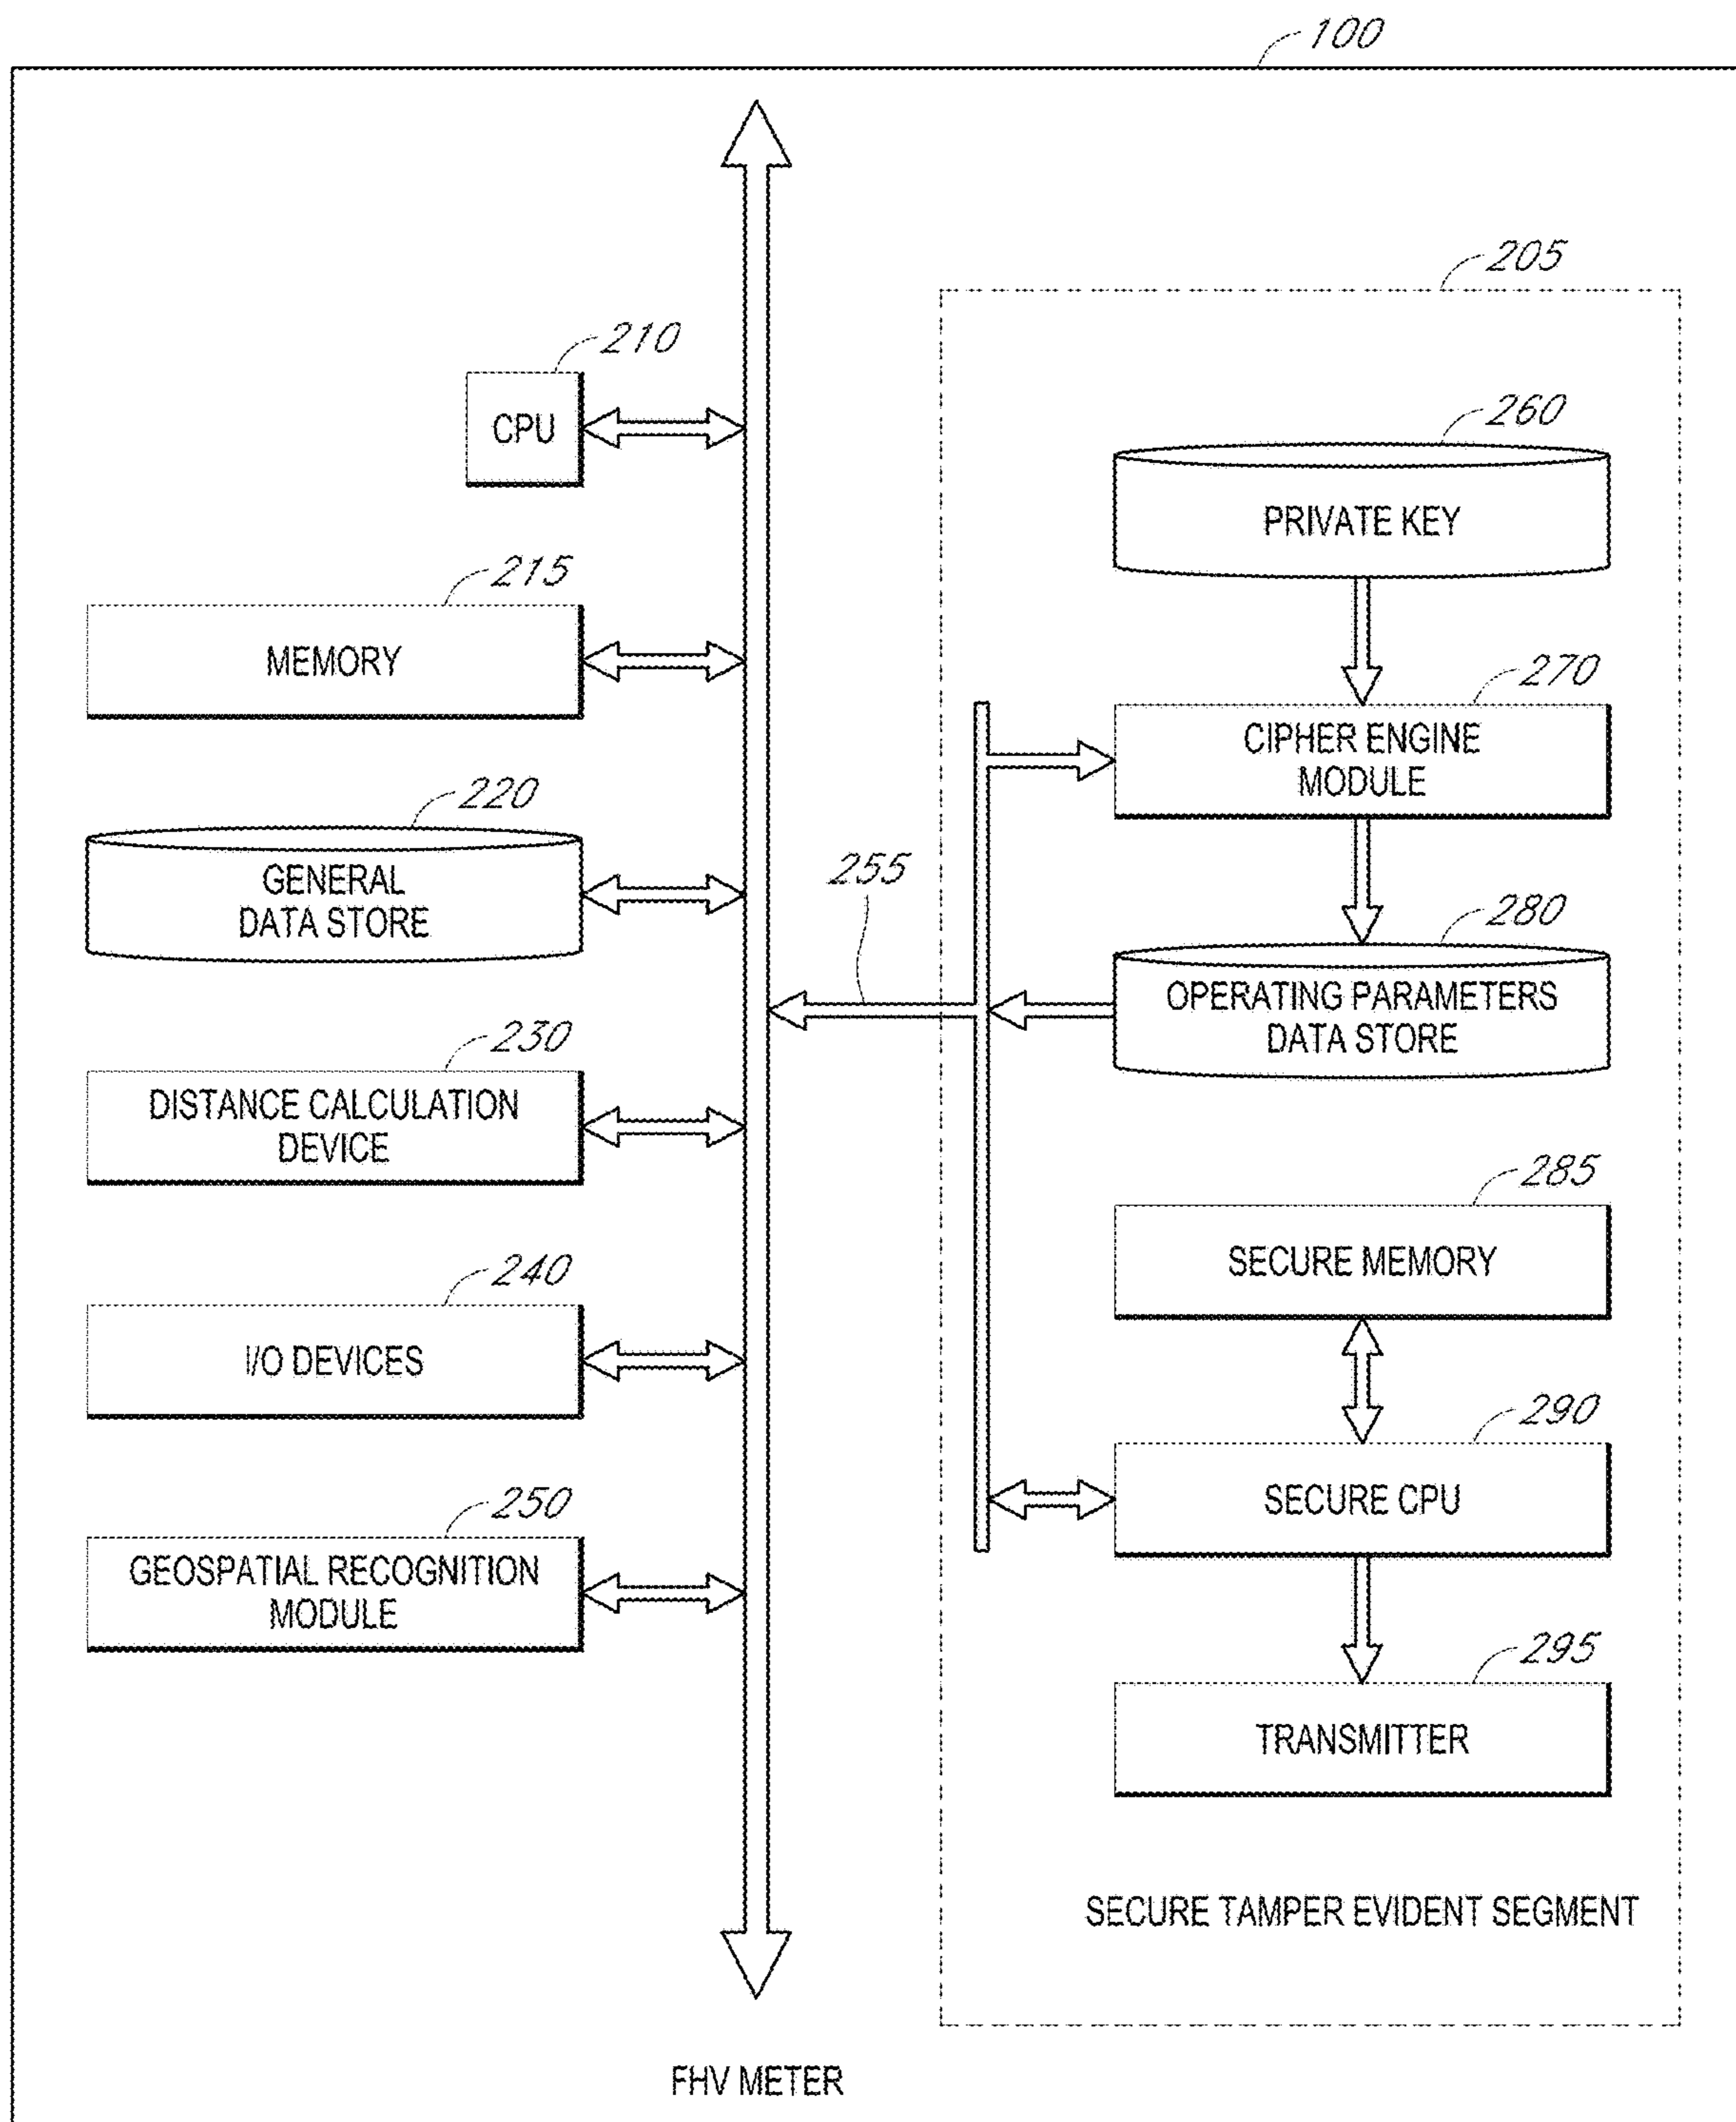 100
205
210
CPU
260
PRIVATE KEY
215
MEMORY
270
CIPHER ENGINE
MODULE
220
GENERAL
DATA STORE
255
280
OPERATING PARAMETERS
DATA STORE
230
DISTANCE CALCULATION
DEVICE
285
SECURE MEMORY
240
I/O DEVICES
290
SECURE CPU
250
GEOSPATIAL RECOGNITION
MODULE
295
TRANSMITTER
SECURE TAMPER EVIDENT SEGMENT
FHV METER